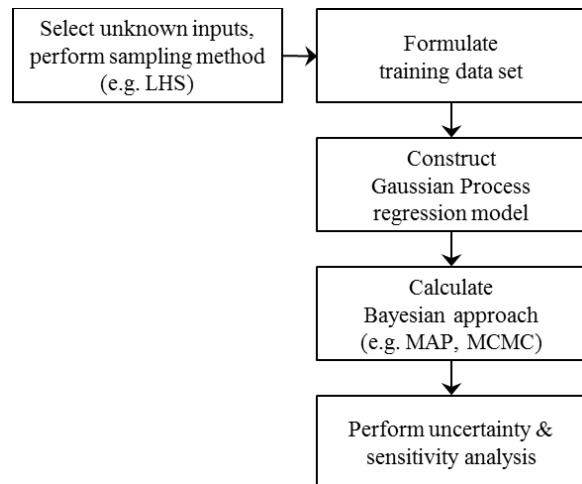 Select unknown inputs,
perform sampling method
(e.g. LHS)
Formulate
training data set
Construct
Gaussian Process
regression model
Calculate
Bayesian approach
(e.g. MAP, MCMC)
Perform uncertainty &
sensitivity analysis